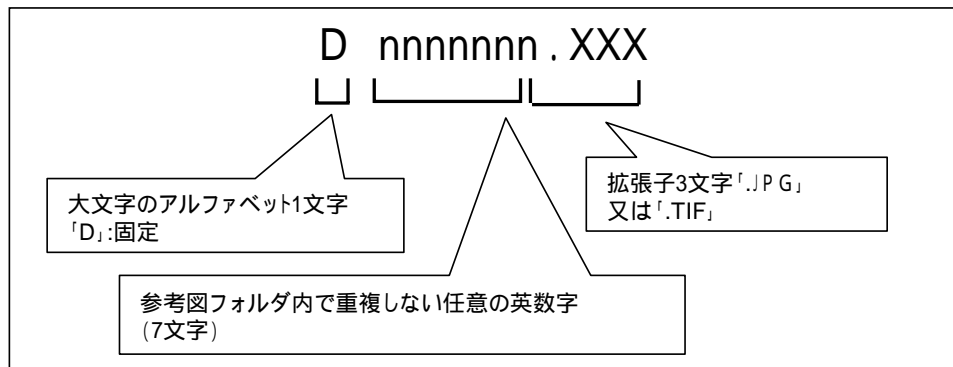 D nnnnnnn . XXX
大文字のアルファベット1文字
「D」:固定
拡張子3文字「.JPG」
又は「.TIF」
参考図フォルダ内で重複しない任意の英数字
(7文字)